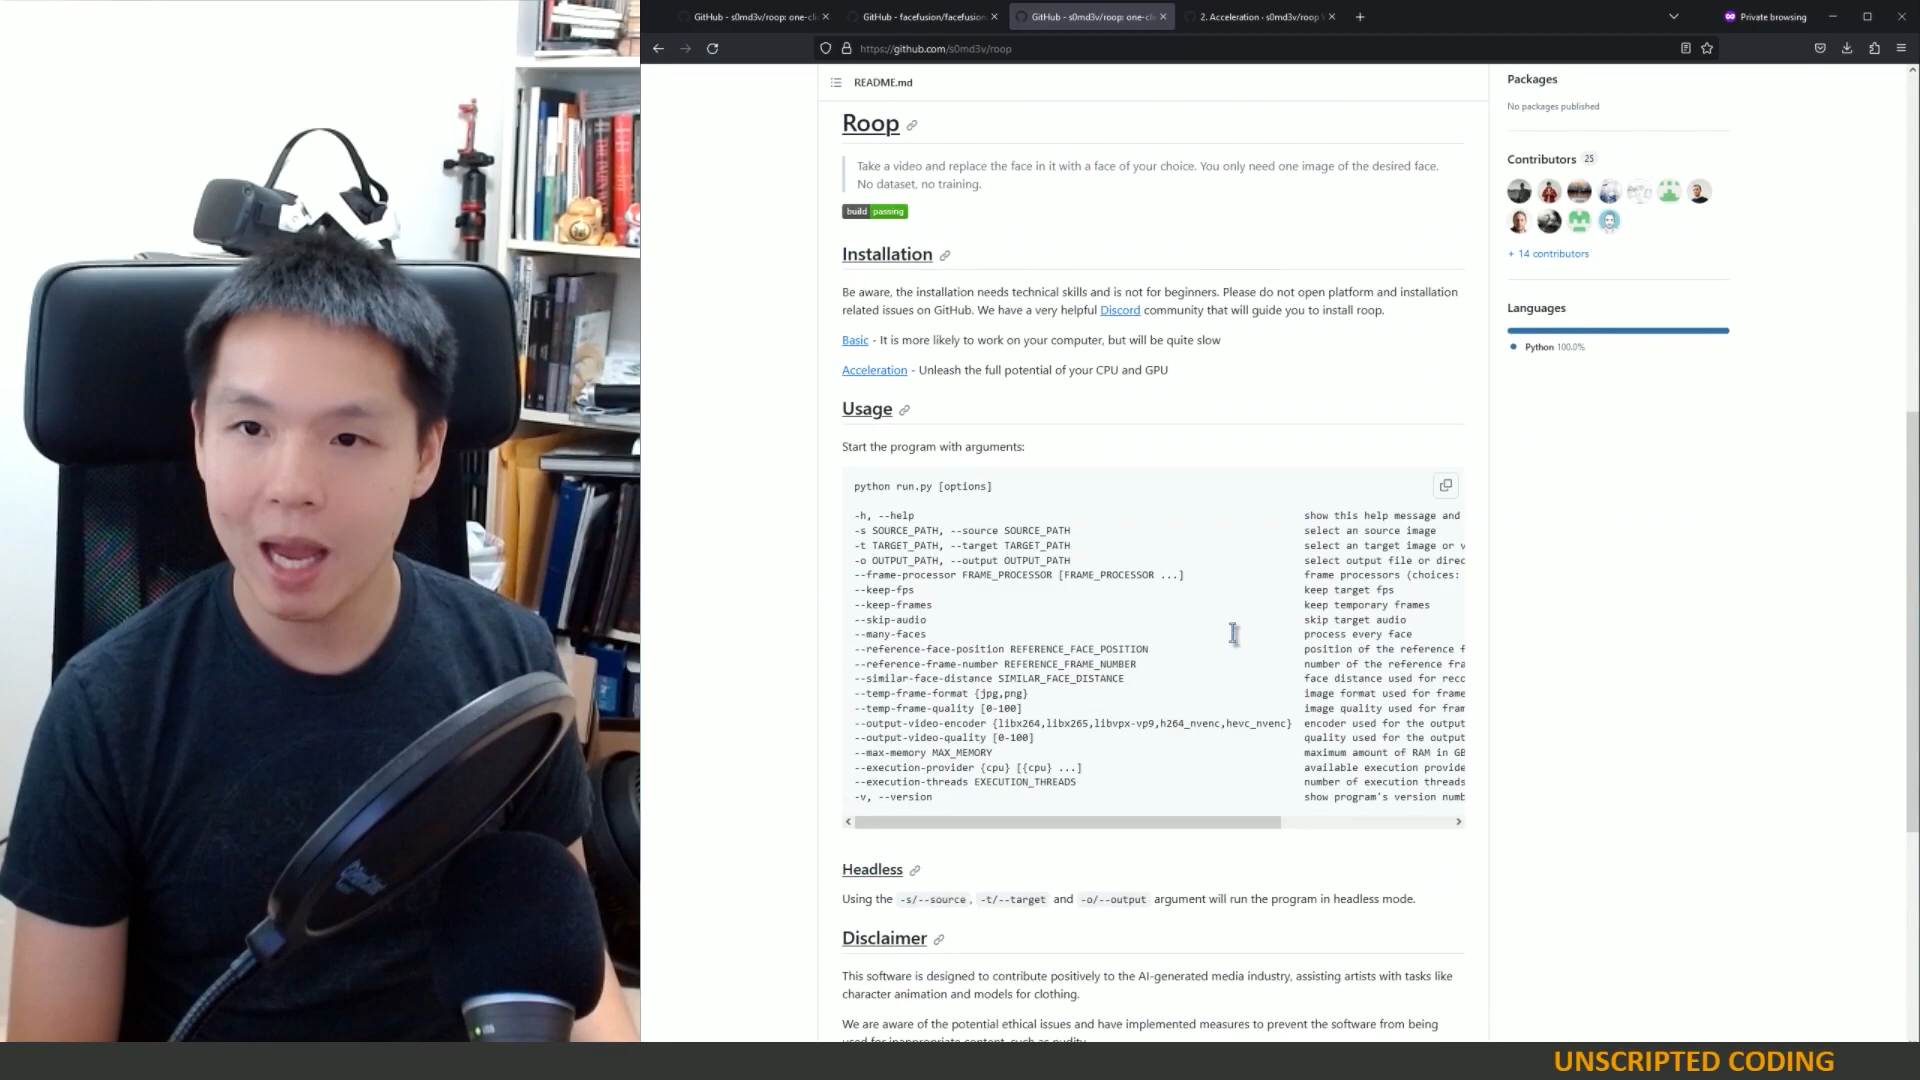 GitHub - s0md3v/roop: one-cli
GitHub - facefusion/facefusion
GitHub - s0md3v/roop: one-cli
2. Acceleration · s0md3v/roop
Private browsing
https://github.com/s0md3v/roop
README.md
Roop
Take a video and replace the face in it with a face of your choice. You only need one image of the desired face.
No dataset, no training.
build passing
Installation
Be aware, the installation needs technical skills and is not for beginners. Please do not open platform and installation
related issues on GitHub. We have a very helpful Discord community that will guide you to install roop.
Basic - It is more likely to work on your computer, but will be quite slow
Acceleration - Unleash the full potential of your CPU and GPU
Usage
Start the program with arguments:
python run.py [options]
-h, --help show this help message and
-s SOURCE_PATH, --source SOURCE_PATH select an source image
-t TARGET_PATH, --target TARGET_PATH select an target image or v
-o OUTPUT_PATH, --output OUTPUT_PATH select output file or direc
--frame-processor FRAME_PROCESSOR [FRAME_PROCESSOR ...] frame processors (choices:
--keep-fps keep target fps
--keep-frames keep temporary frames
--skip-audio skip target audio
--many-faces process every face
--reference-face-position REFERENCE_FACE_POSITION position of the reference f
--reference-frame-number REFERENCE_FRAME_NUMBER number of the reference fra
--similar-face-distance SIMILAR_FACE_DISTANCE face distance used for reco
--temp-frame-format {jpg,png} image format used for frame
--temp-frame-quality [0-100] image quality used for fram
--output-video-encoder {libx264,libx265,libvpx-vp9,h264_nvenc,hevc_nvenc} encoder used for the output
--output-video-quality [0-100] quality used for the output
--max-memory MAX_MEMORY maximum amount of RAM in GB
--execution-provider {cpu} [{cpu} ...] available execution provide
--execution-threads EXECUTION_THREADS number of execution threads
-v, --version show program's version numb
Headless
Using the -s/--source, -t/--target and -o/--output argument will run the program in headless mode.
Disclaimer
This software is designed to contribute positively to the AI-generated media industry, assisting artists with tasks like
character animation and models for clothing.
We are aware of the potential ethical issues and have implemented measures to prevent the software from being
used for inappropriate content, such as nudity.
Packages
No packages published
Contributors 25
+ 14 contributors
Languages
Python 100.0%
UNSCRIPTED CODING